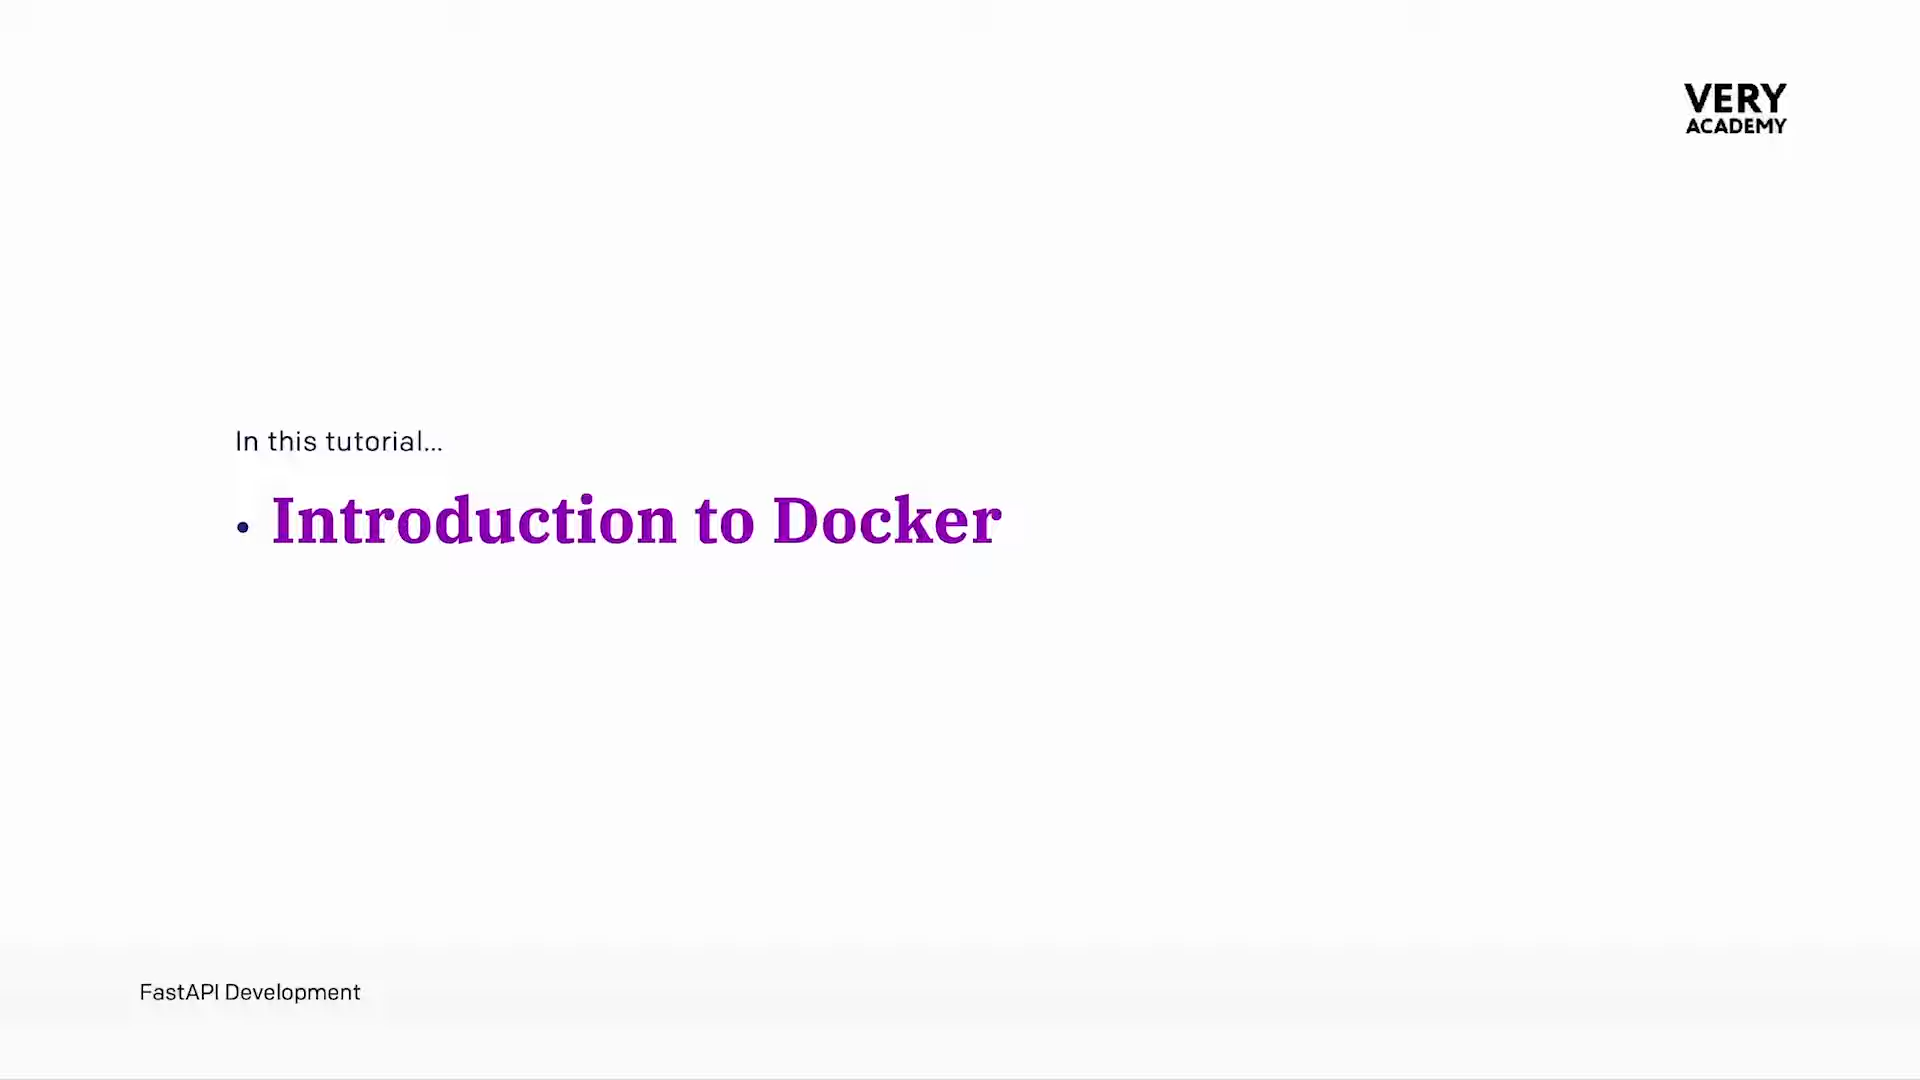 VERY
ACADEMY
In this tutorial...
• Introduction to Docker
FastAPI Development